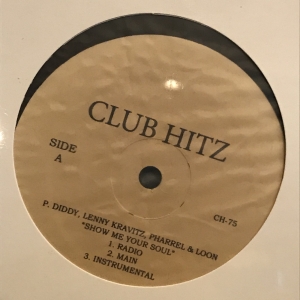 CLUB HITZ
SIDE
A
CH-75
P. DIDDY, LENNY KRAVITZ, PHARREL & LOON
"SHOW ME YOUR SOUL"
1. RADIO
2. MAIN
3. INSTRUMENTAL